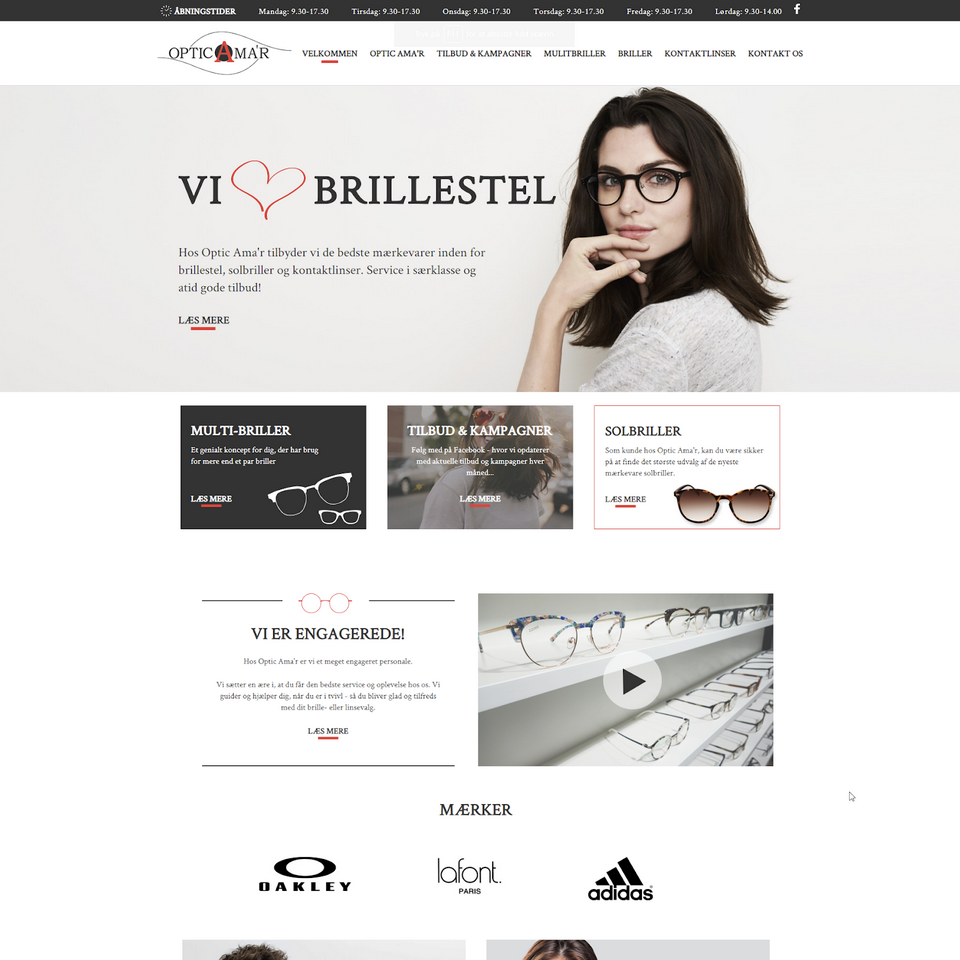 ÅBNINGSTIDER Mandag: 9.30-17.30 Tirsdag: 9.30-17.30 Onsdag: 9.30-17.30 Torsdag: 9.30-17.30 Fredag: 9.30-17.30 Lørdag: 9.30-14.00
OPTIC AMA'R
VELKOMMEN OPTIC AMA'R TILBUD & KAMPAGNER MULITBRILLER BRILLER KONTAKTLINSER KONTAKT OS
VI BRILLESTEL
Hos Optic Ama'r tilbyder vi de bedste mærkevarer inden for
brillestel, solbriller og kontaktlinser. Service i særklasse og
atid gode tilbud!
LÆS MERE
MULTI-BRILLER
Et genialt koncept for dig, der har brug
for mere end et par briller
LÆS MERE
TILBUD & KAMPAGNER
Følg med på Facebook - hvor vi opdaterer
med aktuelle tilbud og kampagner hver
måned...
LÆS MERE
SOLBRILLER
Som kunde hos Optic Ama'r, kan du være sikker
på at finde det største udvalg af de nyeste
mærkevare solbriller.
LÆS MERE
VI ER ENGAGEREDE!
Hos Optic Ama'r er vi et meget engageret personale.
Vi sætter en ære i, at du får den bedste service og oplevelse hos os. Vi
guider og hjælper dig, når du er i tvivl - så du bliver glad og tilfreds
med dit brille- eller linsevalg.
LÆS MERE
MÆRKER
OAKLEY
lafont.
PARIS
adidas